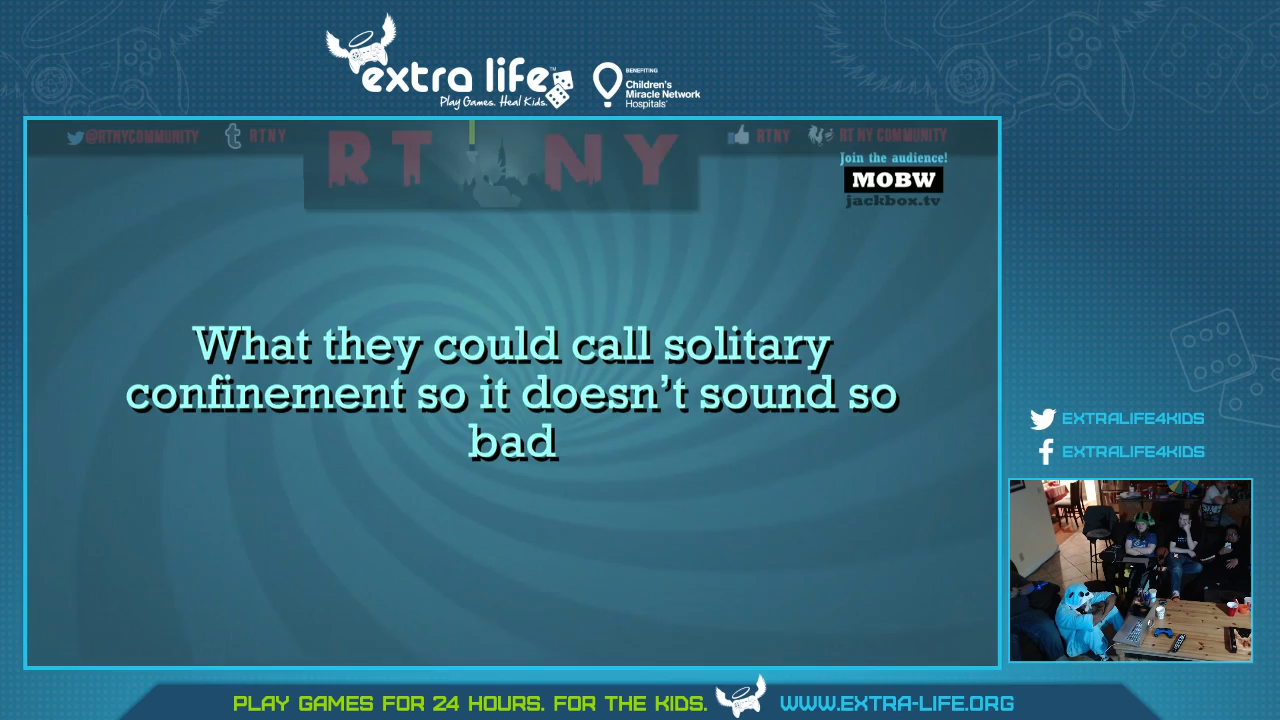 extra life
Play Games. Heal Kids.
BENEFITING
Children's
Miracle Network
Hospitals
@RTNYCOMMUNITY
RTNY
RT NY
RTNY
RT NY COMMUNITY
Join the audience!
MOBW
jackbox.tv
What they could call solitary
confinement so it doesn't sound so
bad
EXTRALIFE4KIDS
EXTRALIFE4KIDS
PLAY GAMES FOR 24 HOURS. FOR THE KIDS.
WWW.EXTRA-LIFE.ORG